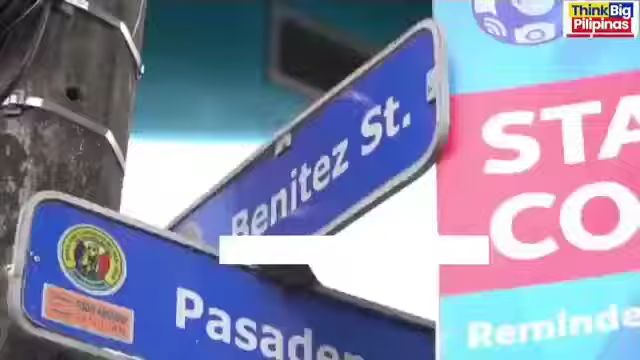 ThinkBig
Pilipinas
Benitez St.
STA
CO
Reminde
Pasaden